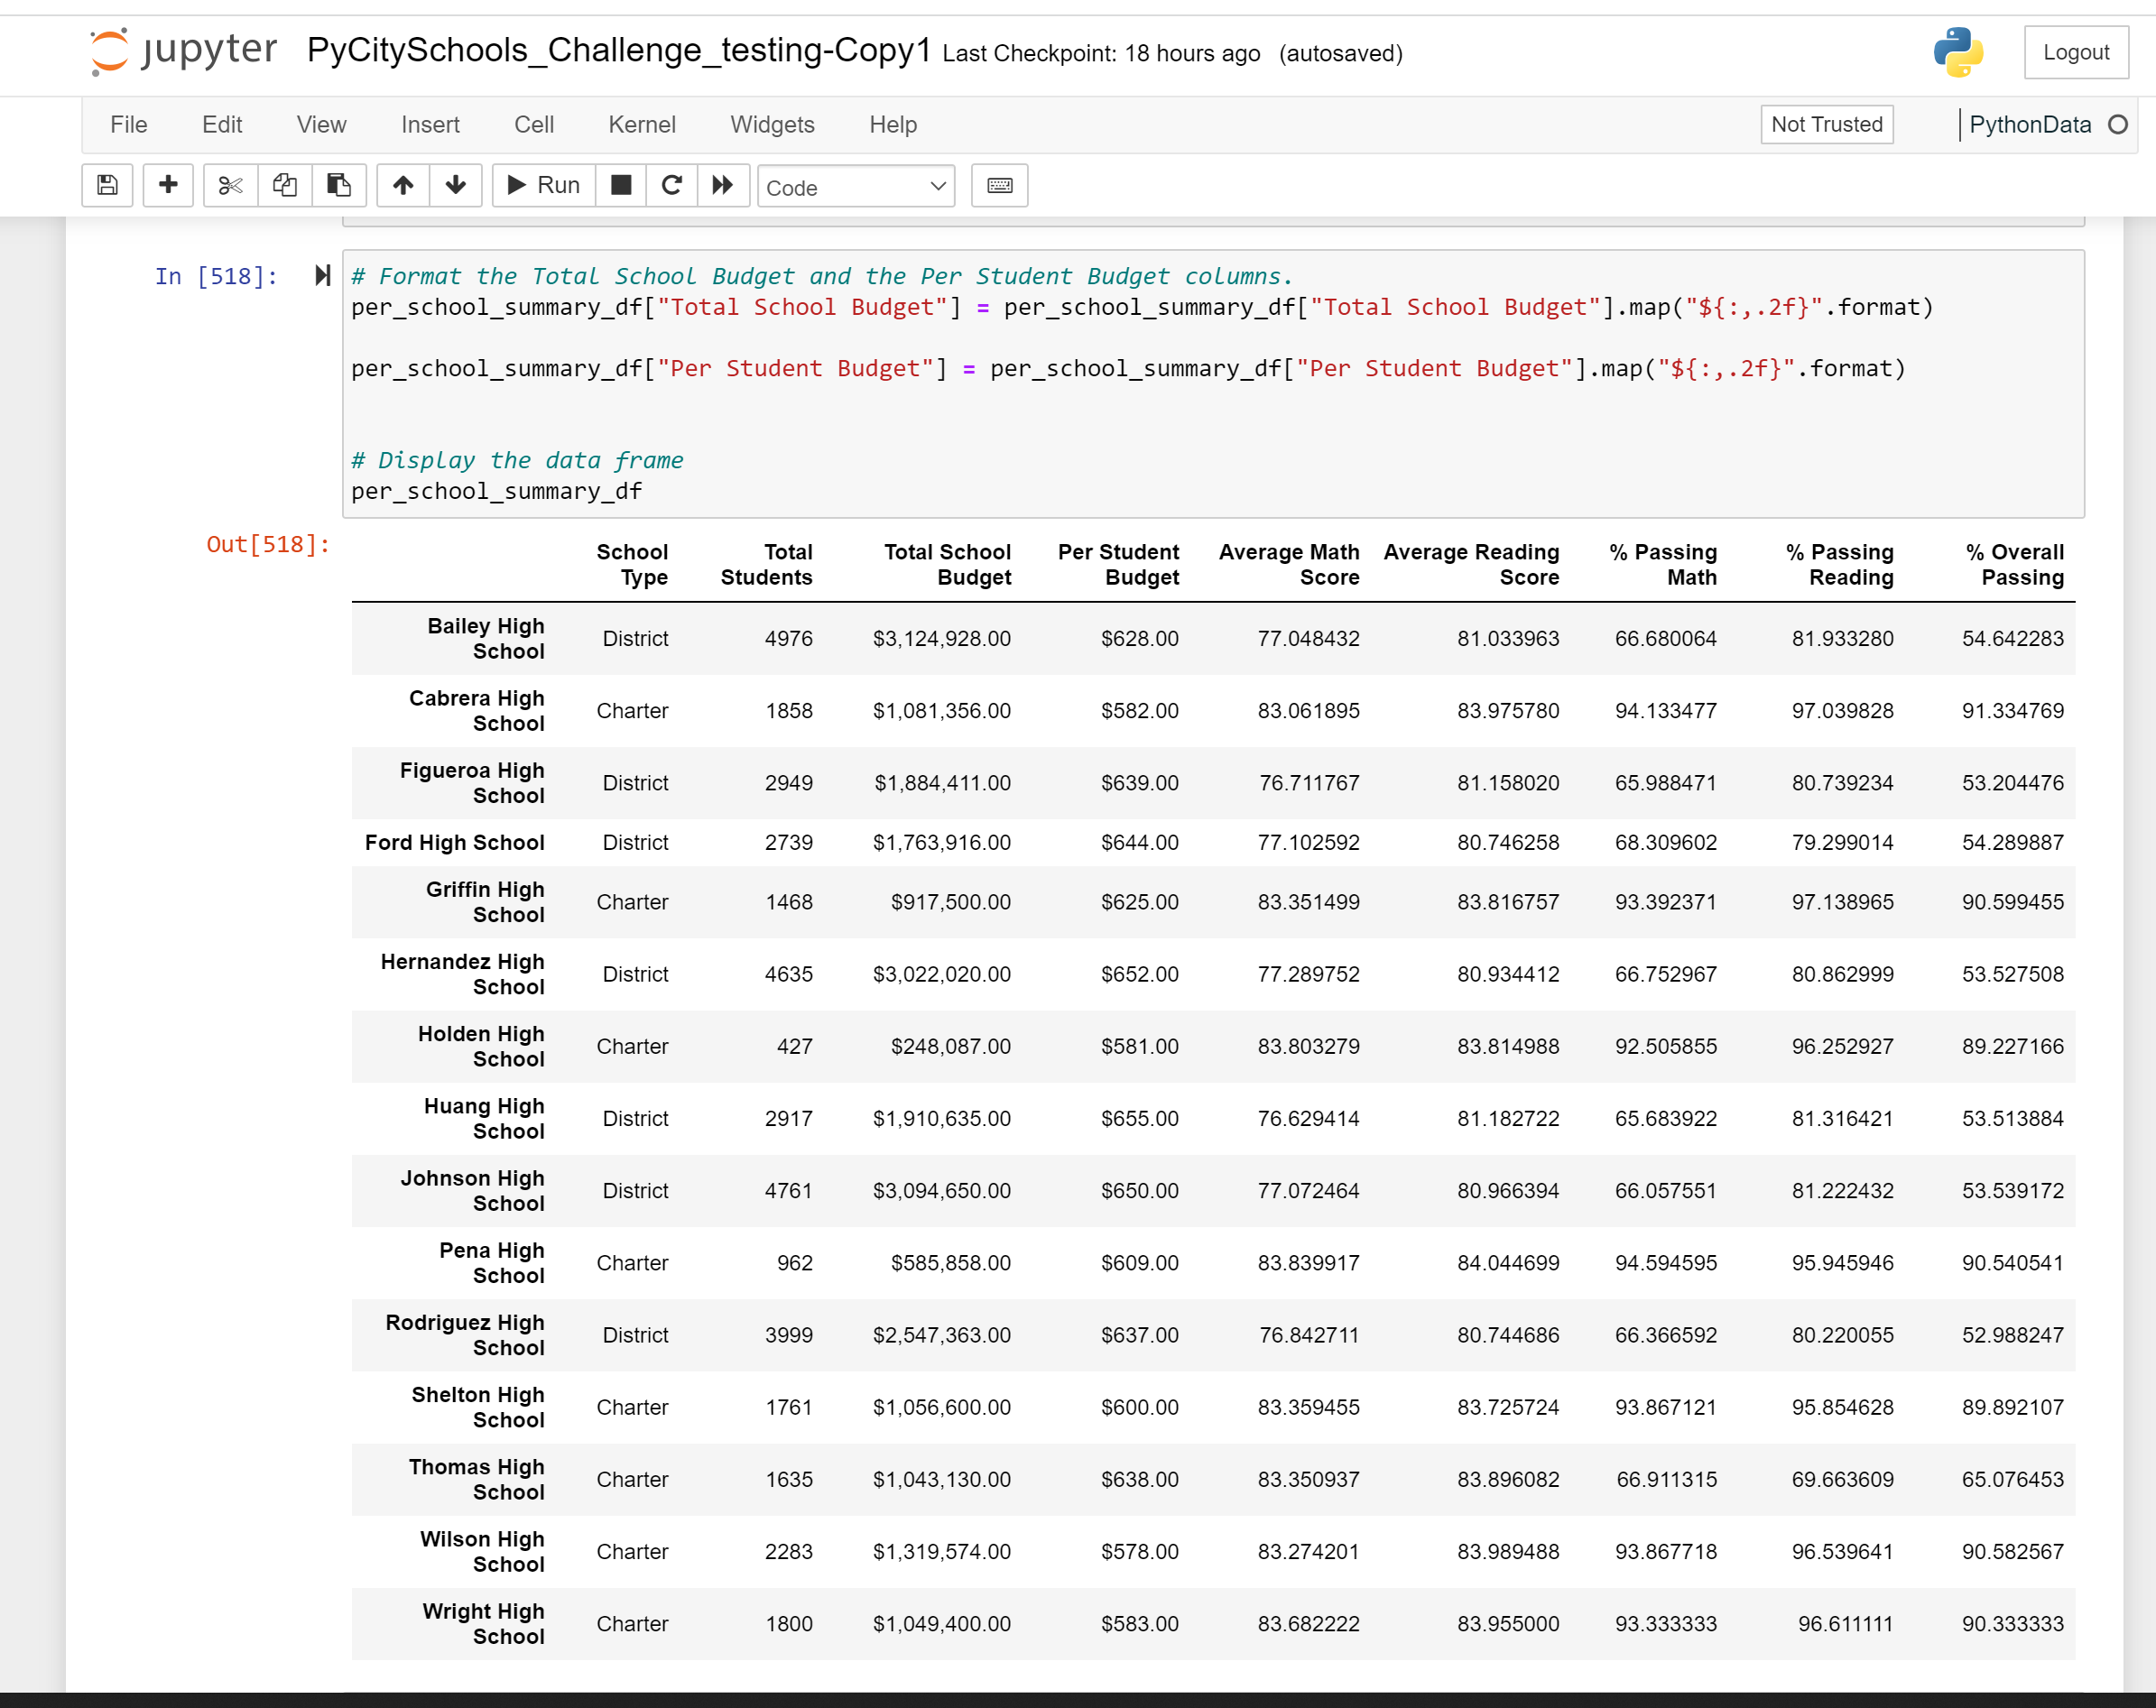 jupyter PyCitySchools_Challenge_testing-Copy1 Last Checkpoint: 18 hours ago (autosaved) Logout
File Edit View Insert Cell Kernel Widgets Help Not Trusted PythonData
Run Code
In [518]:
# Format the Total School Budget and the Per Student Budget columns.
per_school_summary_df["Total School Budget"] = per_school_summary_df["Total School Budget"].map("${:,.2f}".format)
per_school_summary_df["Per Student Budget"] = per_school_summary_df["Per Student Budget"].map("${:,.2f}".format)
# Display the data frame
per_school_summary_df
Out[518]:
School Total Total School Per Student Average Math Average Reading % Passing % Passing % Overall
Type Students Budget Budget Score Score Math Reading Passing
Bailey High
School District 4976 $3,124,928.00 $628.00 77.048432 81.033963 66.680064 81.933280 54.642283
Cabrera High
School Charter 1858 $1,081,356.00 $582.00 83.061895 83.975780 94.133477 97.039828 91.334769
Figueroa High
School District 2949 $1,884,411.00 $639.00 76.711767 81.158020 65.988471 80.739234 53.204476
Ford High School District 2739 $1,763,916.00 $644.00 77.102592 80.746258 68.309602 79.299014 54.289887
Griffin High
School Charter 1468 $917,500.00 $625.00 83.351499 83.816757 93.392371 97.138965 90.599455
Hernandez High
School District 4635 $3,022,020.00 $652.00 77.289752 80.934412 66.752967 80.862999 53.527508
Holden High
School Charter 427 $248,087.00 $581.00 83.803279 83.814988 92.505855 96.252927 89.227166
Huang High
School District 2917 $1,910,635.00 $655.00 76.629414 81.182722 65.683922 81.316421 53.513884
Johnson High
School District 4761 $3,094,650.00 $650.00 77.072464 80.966394 66.057551 81.222432 53.539172
Pena High
School Charter 962 $585,858.00 $609.00 83.839917 84.044699 94.594595 95.945946 90.540541
Rodriguez High
School District 3999 $2,547,363.00 $637.00 76.842711 80.744686 66.366592 80.220055 52.988247
Shelton High
School Charter 1761 $1,056,600.00 $600.00 83.359455 83.725724 93.867121 95.854628 89.892107
Thomas High
School Charter 1635 $1,043,130.00 $638.00 83.350937 83.896082 66.911315 69.663609 65.076453
Wilson High
School Charter 2283 $1,319,574.00 $578.00 83.274201 83.989488 93.867718 96.539641 90.582567
Wright High
School Charter 1800 $1,049,400.00 $583.00 83.682222 83.955000 93.333333 96.611111 90.333333